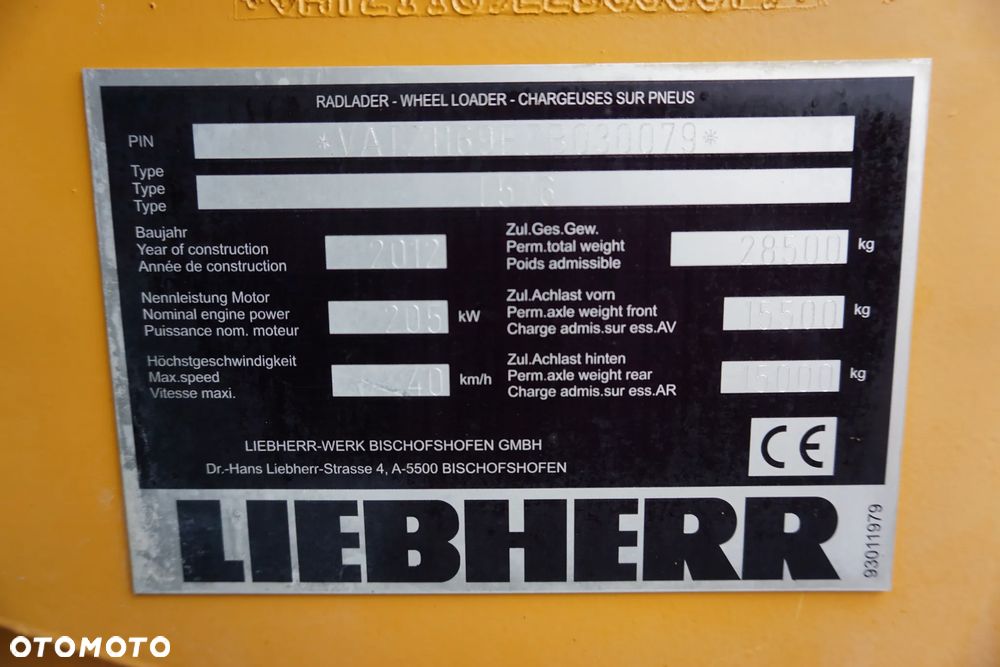 RADLADER - WHEEL LOADER - CHARGEUSES SUR PNEUS
PIN
Type
Type
Type
Baujahr
Year of construction
Année de construction
2012
Zul.Ges.Gew.
Perm.total weight
Poids admissible
28500 kg
Nennleistung Motor
Nominal engine power
Puissance nom. moteur
205 kW
Zul.Achlast vorn
Perm.axle weight front
Charge admis.sur ess.AV
15500 kg
Höchstgeschwindigkeit
Max.speed
Vitesse maxi.
40 km/h
Zul.Achlast hinten
Perm.axle weight rear
Charge admis.sur ess.AR
15000 kg
LIEBHERR-WERK BISCHOFSHOFEN GMBH
Dr.-Hans Liebherr-Strasse 4, A-5500 BISCHOFSHOFEN
CE
LIEBHERR
93011979
OTOMOTO